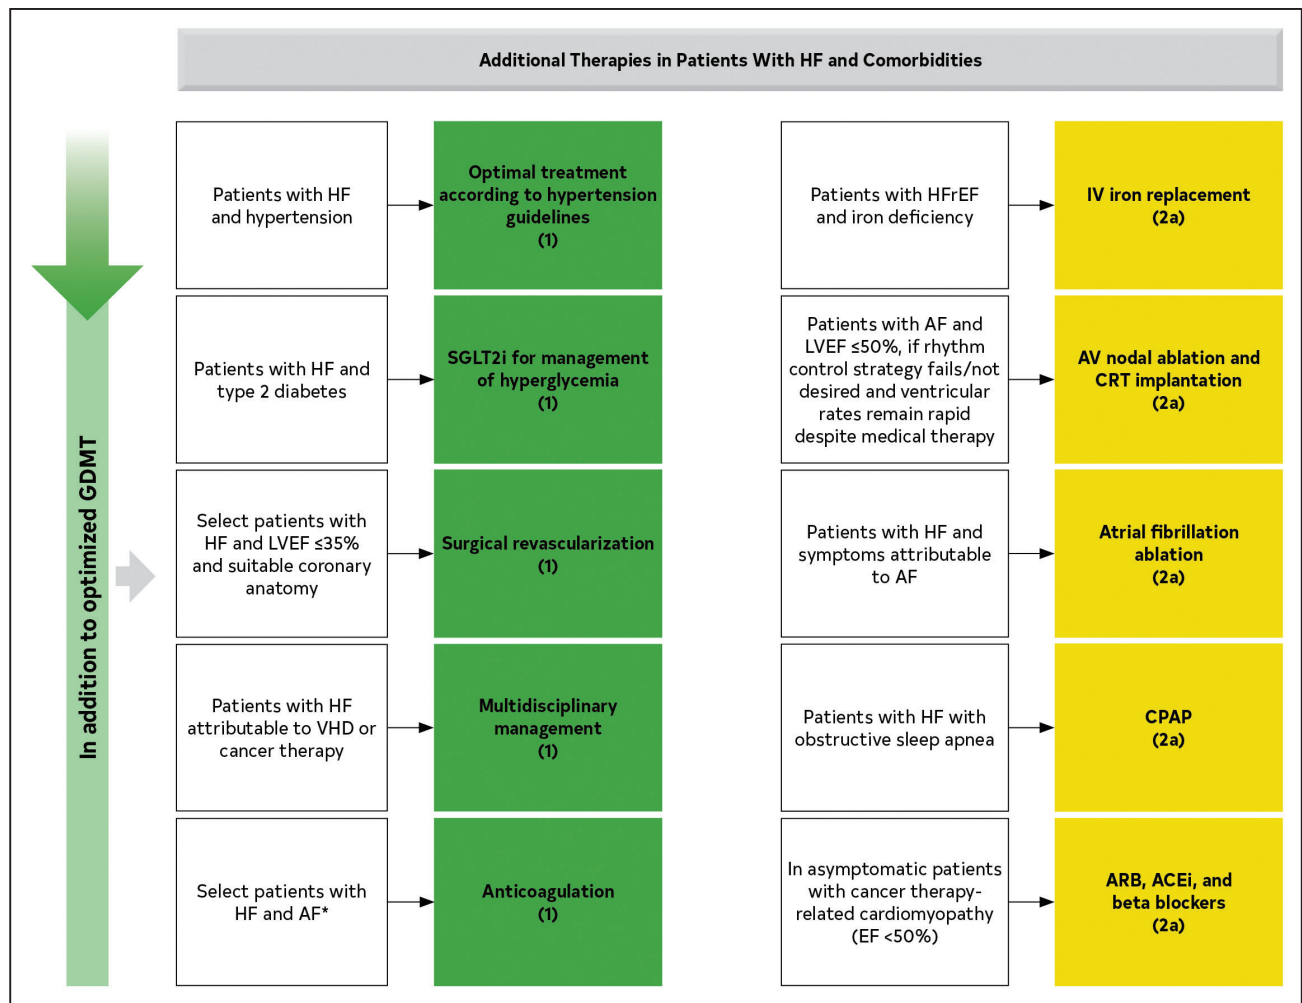 Additional Therapies in Patients With HF and Comorbidities
In addition to optimized GDMT
Patients with HF
and hypertension
Optimal treatment
according to hypertension
guidelines
(1)
Patients with HFrEF
and iron deficiency
IV iron replacement
(2a)
Patients with HF and
type 2 diabetes
SGLT2i for management
of hyperglycemia
(1)
Patients with AF and
LVEF ≤50%, if rhythm
control strategy fails/not
desired and ventricular
rates remain rapid
despite medical therapy
AV nodal ablation and
CRT implantation
(2a)
Select patients with
HF and LVEF ≤35%
and suitable coronary
anatomy
Surgical revascularization
(1)
Patients with HF and
symptoms attributable
to AF
Atrial fibrillation
ablation
(2a)
Patients with HF
attributable to VHD or
cancer therapy
Multidisciplinary
management
(1)
Patients with HF with
obstructive sleep apnea
CPAP
(2a)
Select patients with
HF and AF*
Anticoagulation
(1)
In asymptomatic patients
with cancer therapy-
related cardiomyopathy
(EF <50%)
ARB, ACEi, and
beta blockers
(2a)